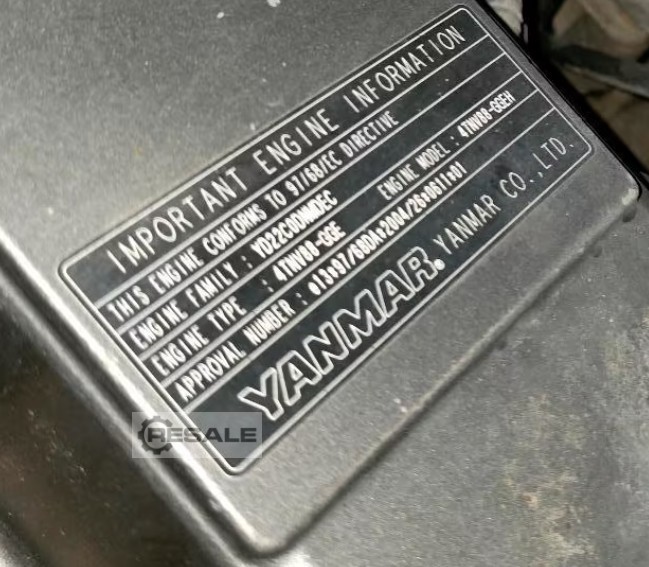 IMPORTANT ENGINE INFORMATION
THIS ENGINE CONFORMS TO 97/68/EC DIRECTIVE
ENGINE FAMILY : YDZ2C0DNMDEC
ENGINE TYPE : 4TNV88-GGE ENGINE MODEL : 4TNV88-GGEH
APPROVAL NUMBER : e13*97/68DA*2004/26*0611*01
YANMAR. YANMAR CO.,LTD.
RESALE